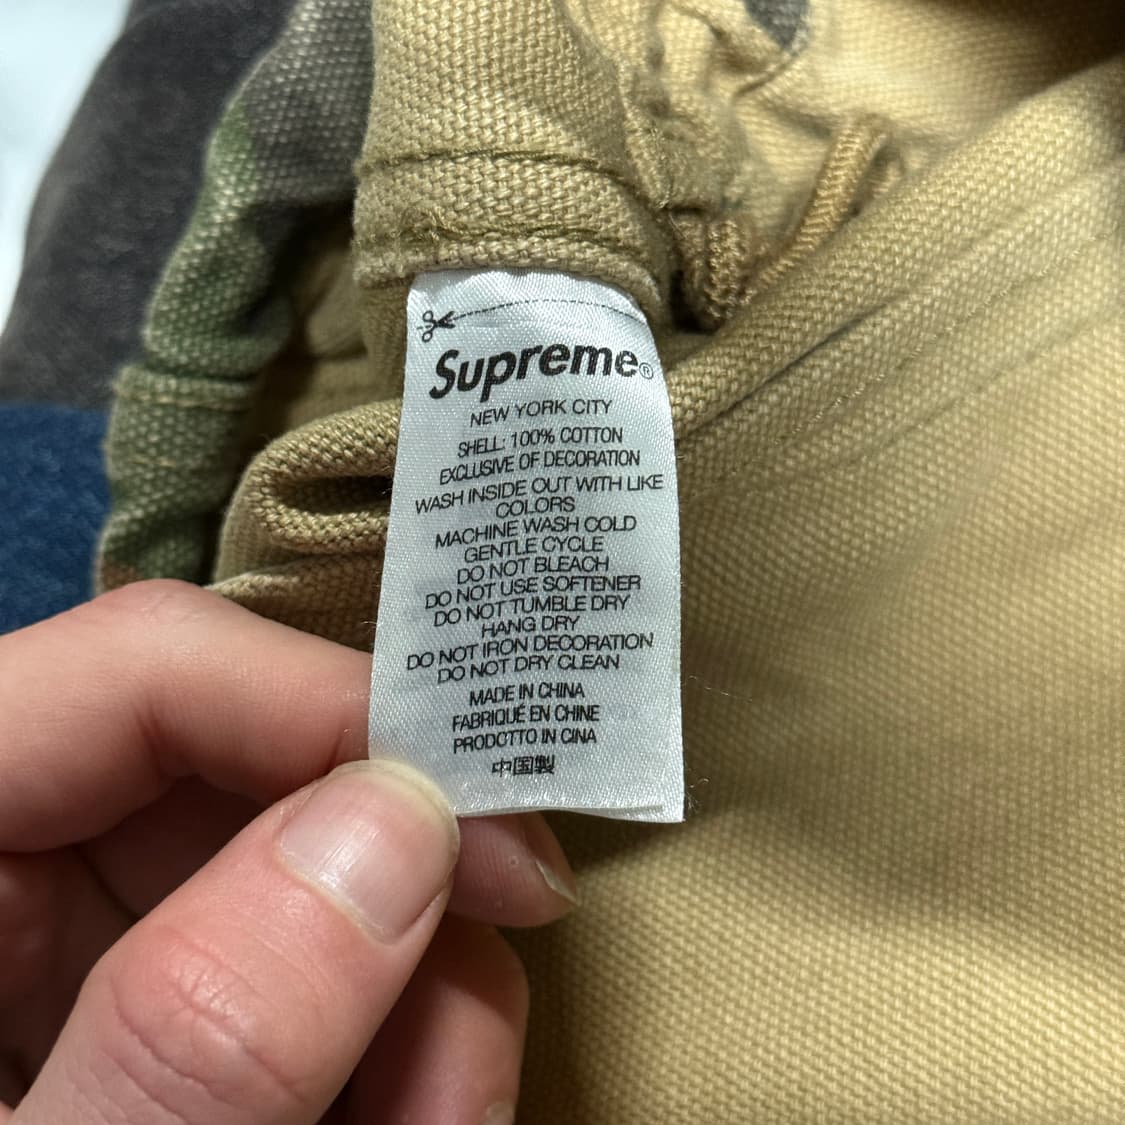 Supreme®
NEW YORK CITY
SHELL: 100% COTTON
EXCLUSIVE OF DECORATION
WASH INSIDE OUT WITH LIKE
COLORS
MACHINE WASH COLD
GENTLE CYCLE
DO NOT BLEACH
DO NOT USE SOFTENER
DO NOT TUMBLE DRY
HANG DRY
DO NOT IRON DECORATION
DO NOT DRY CLEAN
MADE IN CHINA
FABRIQUÉ EN CHINE
PRODOTTO IN CINA
中国製